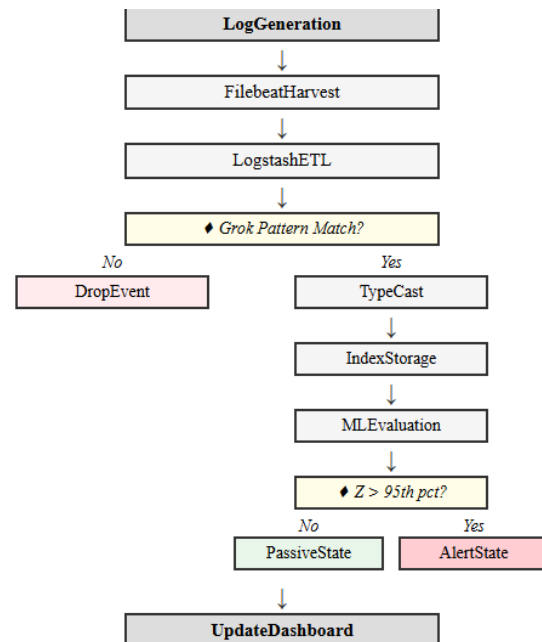 LogGeneration
↓
FilebeatHarvest
↓
LogstashETL
↓
♦ Grok Pattern Match?
No Yes
DropEvent TypeCast
↓
IndexStorage
↓
MLEvaluation
↓
♦ Z > 95th pct?
No Yes
PassiveState AlertState
↓
UpdateDashboard